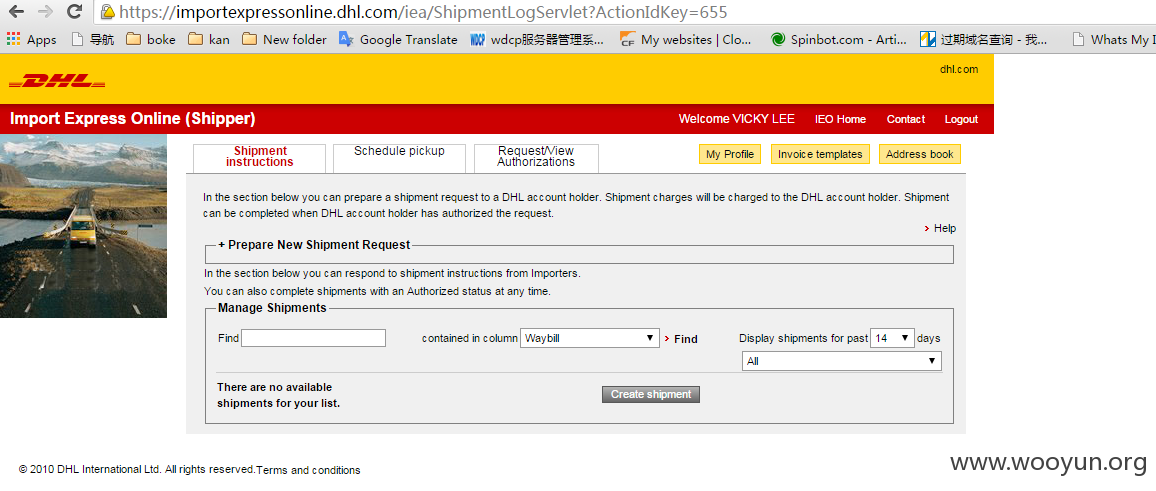 https://importexpressonline.dhl.com/iea/ShipmentLogServlet?ActionIdKey=655
Apps 导航 boke kan New folder Google Translate wdcp服务器管理系... My websites | Clo... Spinbot.com - Arti... 过期域名查询 - 我... Whats My I
dhl.com
DHL
Import Express Online (Shipper) Welcome VICKY LEE IEO Home Contact Logout
Shipment instructions Schedule pickup Request/View Authorizations My Profile Invoice templates Address book
In the section below you can prepare a shipment request to a DHL account holder. Shipment charges will be charged to the DHL account holder. Shipment
can be completed when DHL account holder has authorized the request.
Help
+ Prepare New Shipment Request
In the section below you can respond to shipment instructions from Importers.
You can also complete shipments with an Authorized status at any time.
Manage Shipments
Find contained in column Waybill Find Display shipments for past 14 days
All
There are no available
shipments for your list.
Create shipment
© 2010 DHL International Ltd. All rights reserved.Terms and conditions
www.wooyun.org